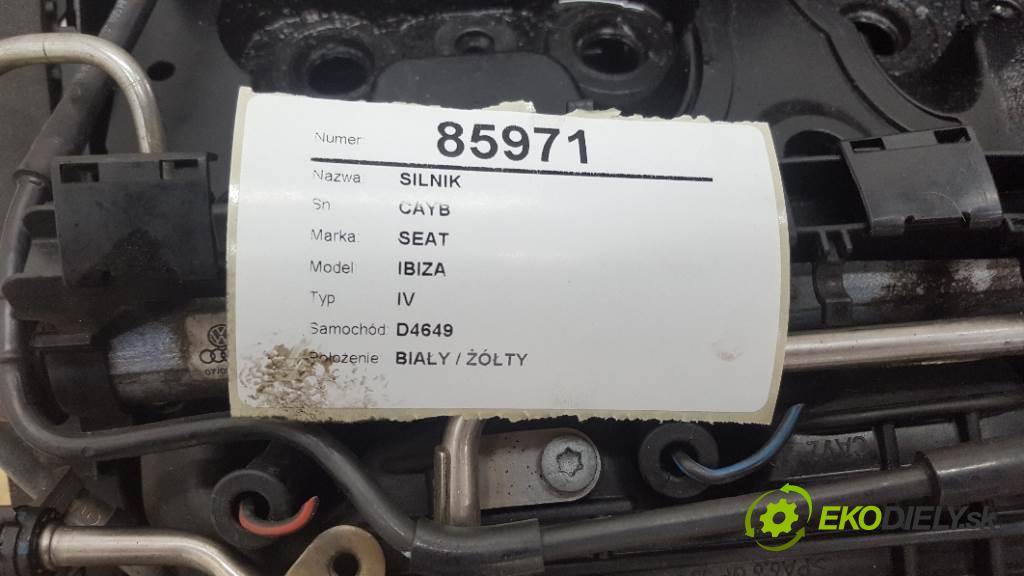 Numer: 85971
Nazwa: SILNIK
Sn: CAYB
Marka: SEAT
Model: IBIZA
Typ: IV
Samochód: D4649
Położenie: BIAŁY / ŻÓŁTY
EKODIELY.sk